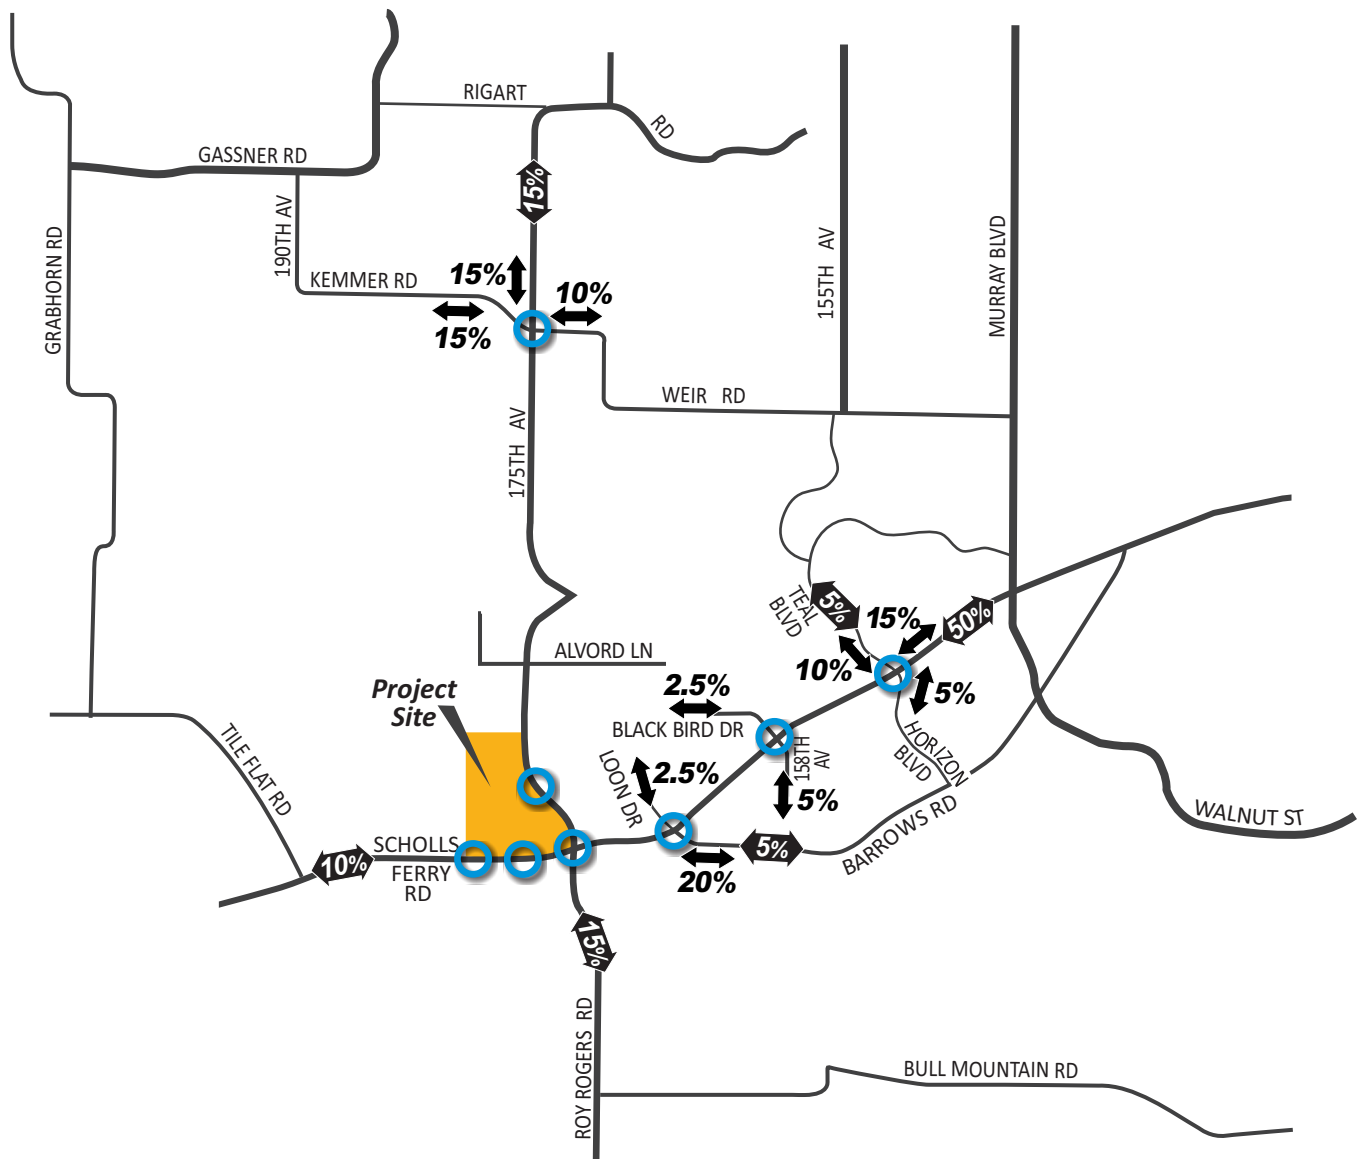 RIGART
RD
GASSNER RD
15%
190TH AV
GRABHORN RD
KEMMER RD
15%
10%
15%
155TH AV
MURRAY BLVD
WEIR RD
175TH AV
TEAL
BLVD
5%
15%
50%
10%
5%
ALVORD LN
Project
Site
2.5%
BLACK BIRD DR
158TH
AV
HORIZON
BLVD
LOON DR
2.5%
5%
TILE FLAT RD
WALNUT ST
BARROWS RD
SCHOLLS
FERRY
RD
10%
5%
20%
15%
ROY ROGERS RD
BULL MOUNTAIN RD